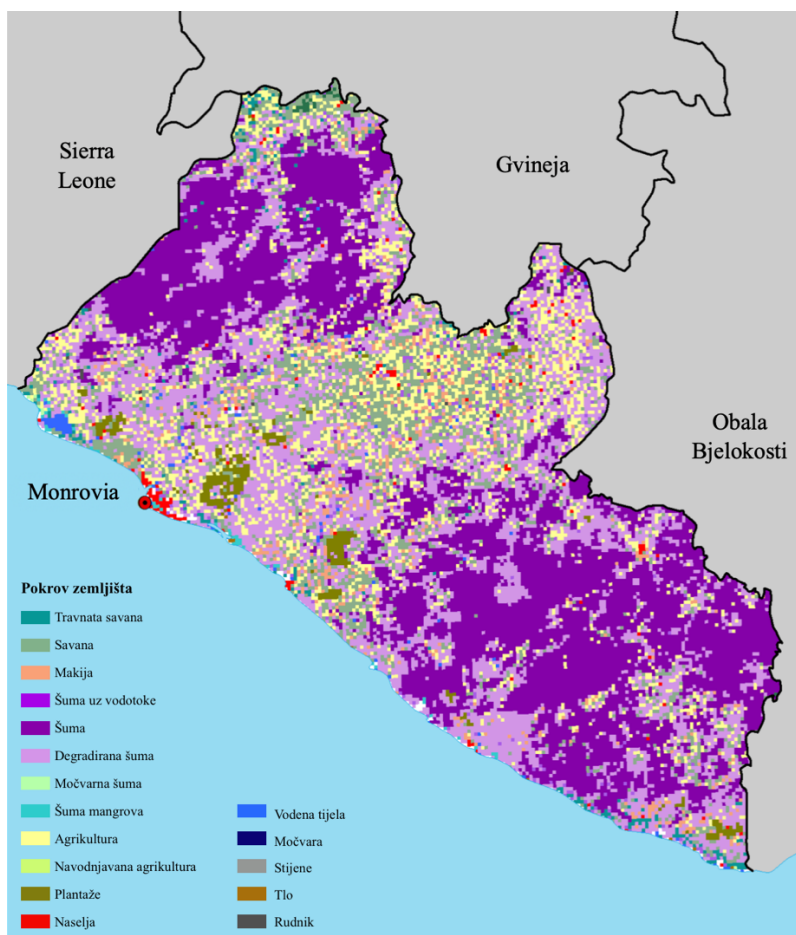 Sierra
Leone
Gvineja
Obala
Bjelokosti
Monrovia
Pokrov zemljišta
Travnata savana
Savana
Makija
Šuma uz vodotoke
Šuma
Degradirana šuma
Močvarna šuma
Šuma mangrova
Agrikultura
Navodnjavana agrikultura
Plantaže
Naselja
Vodena tijela
Močvara
Stijene
Tlo
Rudnik